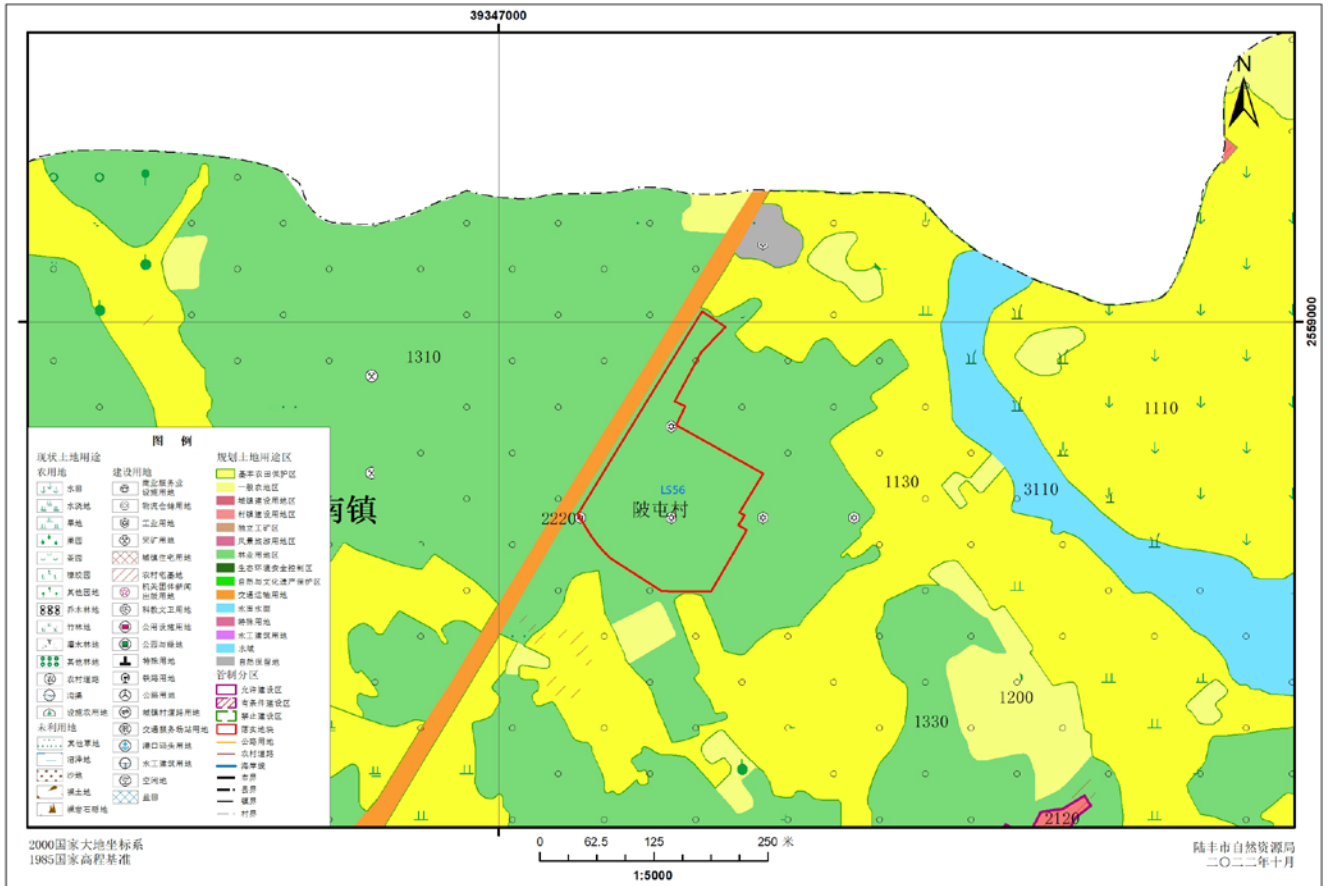 39347000
N
2559000
1310
1110
1130
3110
LS56
南镇
2220
陂屯村
1200
1330
2120
图 例
现状土地用途
农用地
水田
水浇地
旱地
果园
茶园
橡胶园
其他园地
乔木林地
竹林地
灌木林地
其他林地
农村道路
沟渠
设施农用地
未利用地
其他草地
沼泽地
沙地
裸土地
裸岩石砾地
建设用地
商业服务业
设施用地
物流仓储用地
工业用地
采矿用地
城镇住宅用地
农村宅基地
机关团体新闻
出版用地
科教文卫用地
公用设施用地
公园与绿地
特殊用地
铁路用地
公路用地
城镇村道路用地
交通服务场站用地
港口码头用地
水工建筑用地
空闲地
盐田
规划土地用途区
基本农田保护区
一般农地区
城镇建设用地区
村镇建设用地区
独立工矿区
风景旅游用地区
林业用地区
生态环境安全控制区
自然与文化遗产保护区
交通运输用地
水库水面
特殊用地
水工建筑用地
水域
自然保留地
管制分区
允许建设区
有条件建设区
禁止建设区
落实地块
公路用地
农村道路
海岸线
市界
县界
镇界
村界
2000国家大地坐标系
1985国家高程基准
0 62.5 125 250 米
1:5000
陆丰市自然资源局
二〇二二年十月